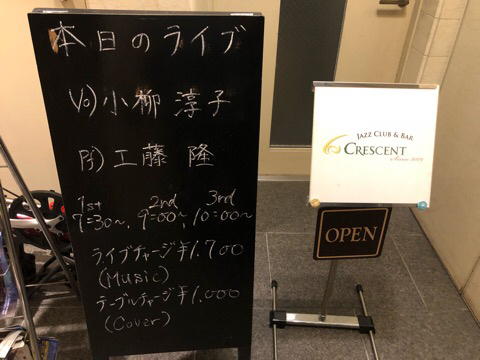 本日のライブ
Vo) 小柳 淳子
Pf) 工藤 隆
1st 2nd 3rd
7=30〜、9=00〜、10=00〜
ライブチャージ¥1,700
(Music)
テーブルチャージ¥1,000
(Cover)
JAZZ CLUB & BAR
CRESCENT
OPEN